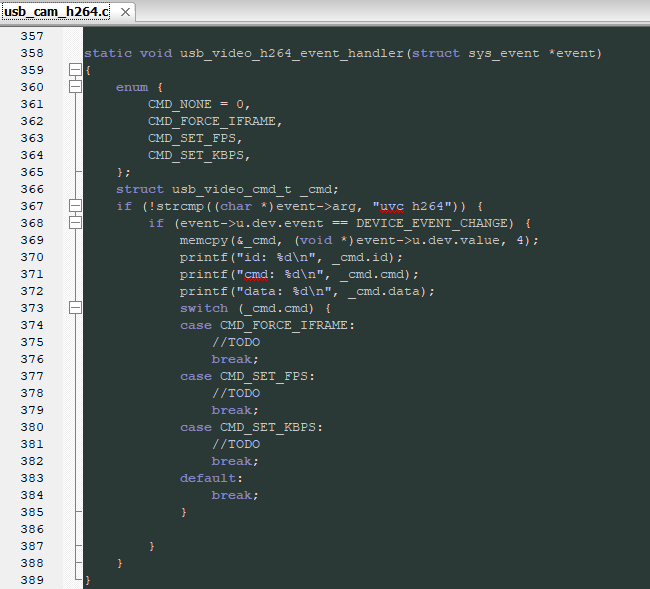 usb_cam_h264.c
357
358 static void usb_video_h264_event_handler(struct sys_event *event)
359 {
360     enum {
361         CMD_NONE = 0,
362         CMD_FORCE_IFRAME,
363         CMD_SET_FPS,
364         CMD_SET_KBPS,
365     };
366     struct usb_video_cmd_t _cmd;
367     if (!strcmp((char *)event->arg, "uvc h264")) {
368         if (event->u.dev.event == DEVICE_EVENT_CHANGE) {
369             memcpy(&_cmd, (void *)event->u.dev.value, 4);
370             printf("id: %d\n", _cmd.id);
371             printf("cmd: %d\n", _cmd.cmd);
372             printf("data: %d\n", _cmd.data);
373             switch (_cmd.cmd) {
374             case CMD_FORCE_IFRAME:
375                 //TODO
376                 break;
377             case CMD_SET_FPS:
378                 //TODO
379                 break;
380             case CMD_SET_KBPS:
381                 //TODO
382                 break;
383             default:
384                 break;
385             }
386
387         }
388     }
389 }